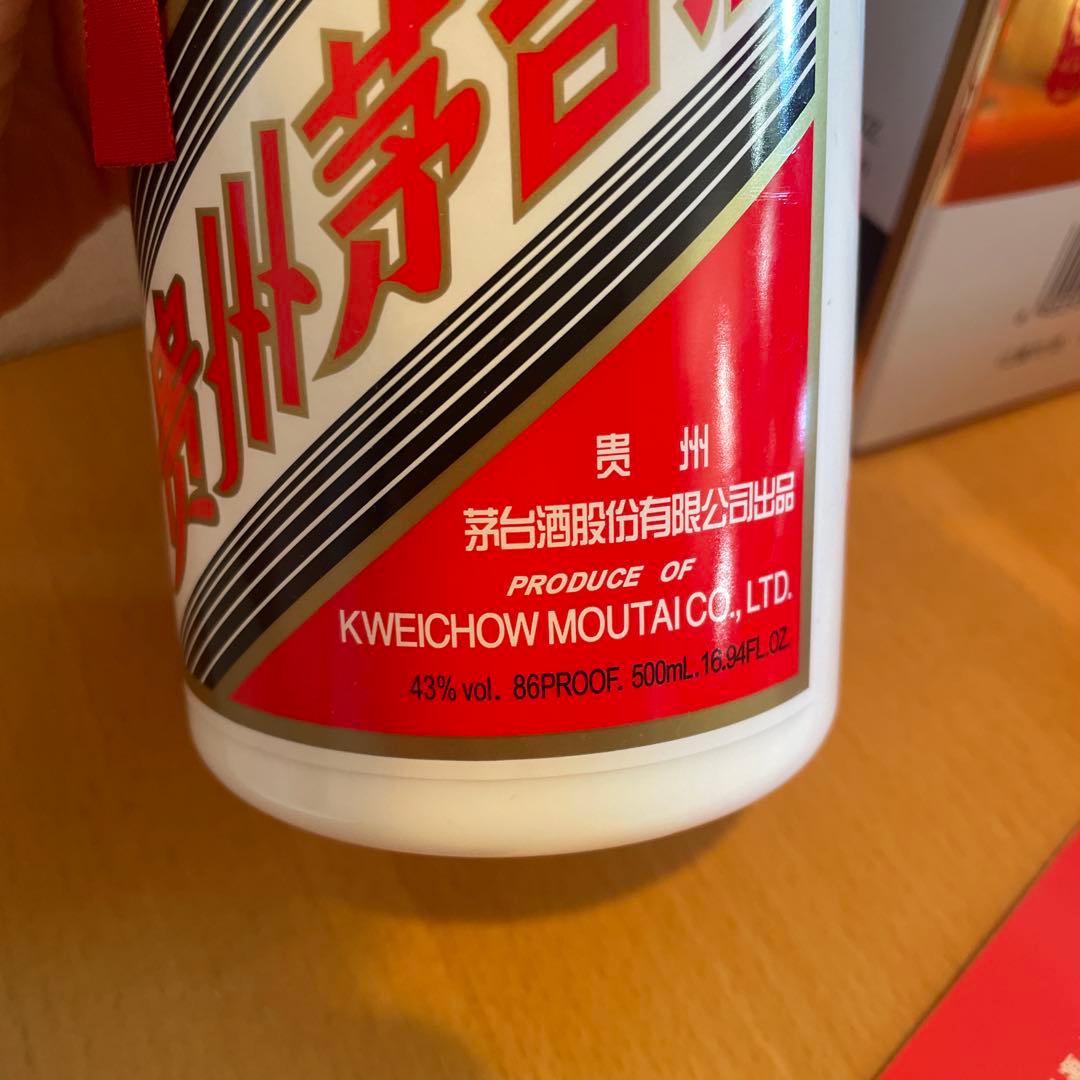 贵州茅台
贵 州
茅台酒股份有限公司出品
PRODUCE OF
KWEICHOW MOUTAI CO., LTD.
43% vol. 86PROOF. 500mL. 16.94FL.OZ.